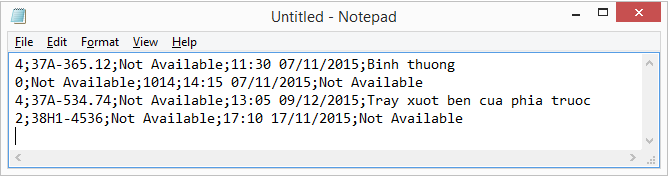 Untitled - Notepad
File Edit Format View Help
4;37A-365.12;Not Available;11:30 07/11/2015;Binh thuong
0;Not Available;1014;14:15 07/11/2015;Not Available
4;37A-534.74;Not Available;13:05 09/12/2015;Tray xuot ben cua phia truoc
2;38H1-4536;Not Available;17:10 17/11/2015;Not Available